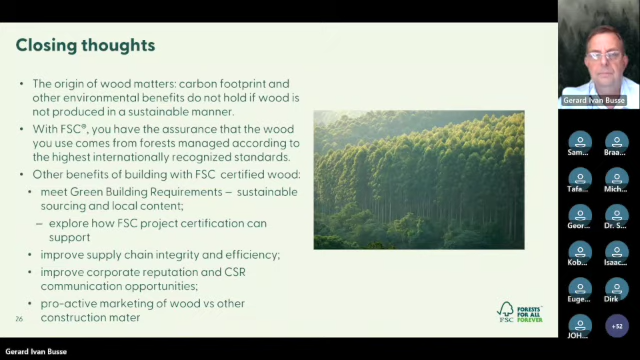 Closing thoughts
• The origin of wood matters: carbon footprint and
other environmental benefits do not hold if wood is
not produced in a sustainable manner.
• With FSC®, you have the assurance that the wood
you use comes from forests managed according to
the highest internationally recognized standards.
• Other benefits of building with FSC certified wood:
• meet Green Building Requirements – sustainable
sourcing and local content;
– explore how FSC project certification can
support
• improve supply chain integrity and efficiency;
• improve corporate reputation and CSR
communication opportunities;
• pro-active marketing of wood vs other
construction mater
26
FSC
FORESTS
FOR ALL
FOREVER
Gerard Ivan Busse
Sam...
Braa...
Tafa...
Mich...
Geor...
Dr. S...
Kob...
Isaac...
Euge...
Dirk
JOH...
+32
Gerard Ivan Busse